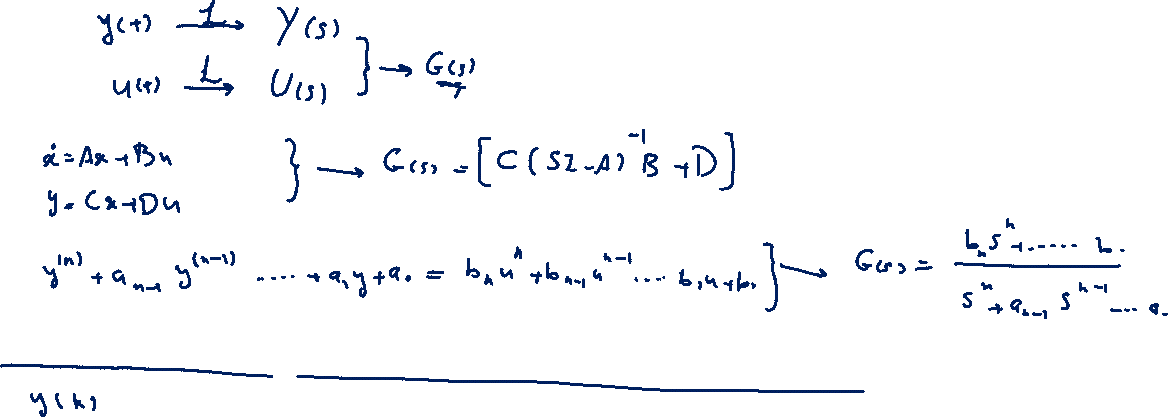 y(t) —L→ Y(s)
u(t) —L→ U(s) } → G(s)
ẋ = Ax + Bu
y = Cx + Du } → G(s) = [C(SI - A)⁻¹B + D]
y⁽ⁿ⁾ + aₙ₋₁ y⁽ⁿ⁻¹⁾ ..... + a₁y + a₀ = bₙuⁿ + bₙ₋₁uⁿ⁻¹ .... b₁u + b₀ } → G(s) = (bₙsⁿ + ...... b₀) / (sⁿ + aₙ₋₁ sⁿ⁻¹ .... a₀)
y(k)